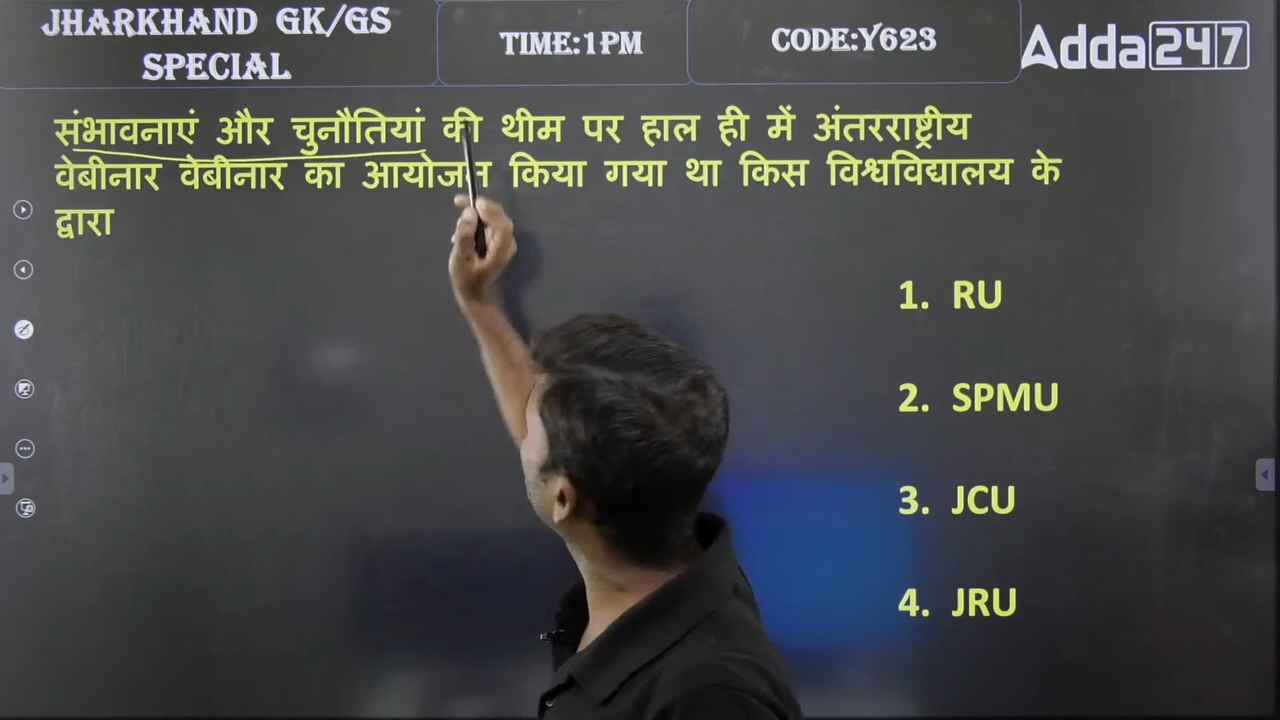 JHARKHAND GK/GS
SPECIAL
TIME:1PM
CODE:Y623
Adda247
संभावनाएं और चुनौतियां की थीम पर हाल ही में अंतरराष्ट्रीय
वेबीनार वेबीनार का आयोजन किया गया था किस विश्वविद्यालय के
द्वारा
1. RU
2. SPMU
3. JCU
4. JRU